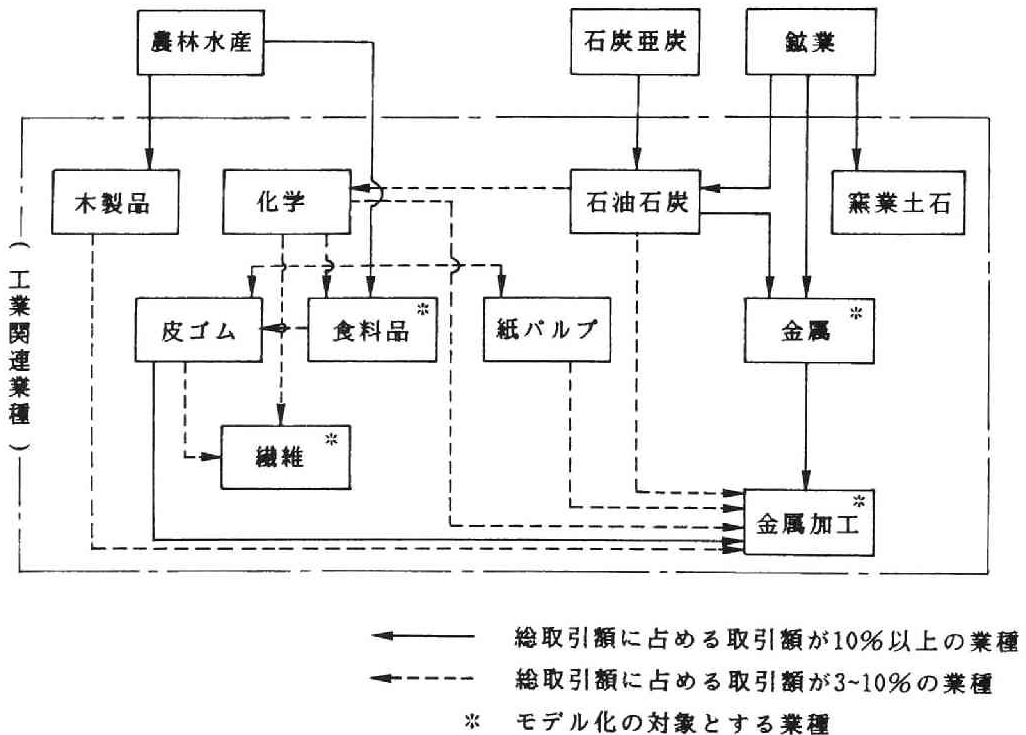 農林水産
石炭亜炭
鉱業
木製品
化学
石油石炭
窯業土石
(工業関連業種)
皮ゴム
食料品*
紙パルプ
金属*
繊維*
金属加工*
総取引額に占める取引額が10%以上の業種
総取引額に占める取引額が3~10%の業種
* モデル化の対象とする業種